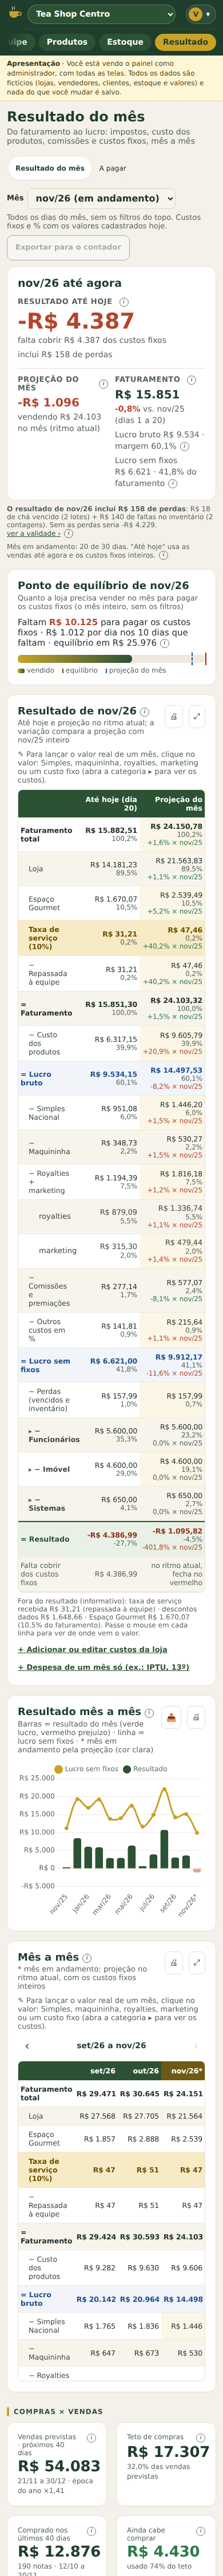 Tea Shop Centro
V
uipe Produtos Estoque Resultado
Apresentação · Você está vendo o painel como
administrador, com todas as telas. Todos os dados são
fictícios (lojas, vendedores, clientes, estoque e valores) e
nada do que você mudar é salvo.
Resultado do mês
Do faturamento ao lucro: impostos, custo dos
produtos, comissões e custos fixos, mês a mês
Resultado do mês A pagar
Mês nov/26 (em andamento)
Todos os dias do mês, sem os filtros do topo. Custos
fixos e % com os valores cadastrados hoje.
Exportar para o contador
nov/26 até agora
RESULTADO ATÉ HOJE
-R$ 4.387
falta cobrir R$ 4.387 dos custos fixos
inclui R$ 158 de perdas
PROJEÇÃO DO
MÊS
-R$ 1.096
vendendo R$ 24.103
no mês (ritmo atual)
FATURAMENTO
R$ 15.851
-0,8% vs. nov/25
(dias 1 a 20)
Lucro bruto R$ 9.534 ·
margem 60,1%
Lucro sem fixos
R$ 6.621 · 41,8% do
faturamento
O resultado de nov/26 inclui R$ 158 de perdas: R$ 18
de chá vencido (2 lotes) + R$ 140 de faltas no inventário (2
contagens). Sem as perdas seria -R$ 4.229.
ver a validade ›
Mês em andamento: 20 de 30 dias. "Até hoje" usa as
vendas até agora e os custos fixos inteiros.
Ponto de equilíbrio de nov/26
Quanto a loja precisa vender no mês para pagar
os custos fixos (o mês inteiro, sem os filtros)
Faltam R$ 10.125 para pagar os custos
fixos · R$ 1.012 por dia nos 10 dias que
faltam · equilíbrio em R$ 25.976
vendido equilíbrio projeção do mês
Resultado de nov/26
Até hoje e projeção no ritmo atual; a
variação compara a projeção com
nov/25 inteiro
✎ Para lançar o valor real de um mês, clique no
valor: Simples, maquininha, royalties, marketing
ou um custo fixo (abra a categoria ▸ para ver os
custos).
Até hoje (dia
20) Projeção do
mês
Faturamento
total R$ 15.882,51
100,2% R$ 24.150,78
100,2%
+1,6% × nov/25
Loja R$ 14.181,23
89,5% R$ 21.563,83
89,5%
+1,1% × nov/25
Espaço
Gourmet R$ 1.670,07
10,5% R$ 2.539,49
10,5%
+5,2% × nov/25
Taxa de
serviço
(10%) R$ 31,21
0,2% R$ 47,46
0,2%
+40,2% × nov/25
−
Repassada
à equipe R$ 31,21
0,2% R$ 47,46
0,2%
+40,2% × nov/25
=
Faturamento R$ 15.851,30
100,0% R$ 24.103,32
100,0%
+1,5% × nov/25
− Custo
dos
produtos R$ 6.317,15
39,9% R$ 9.605,79
39,9%
+20,9% × nov/25
= Lucro
bruto R$ 9.534,15
60,1% R$ 14.497,53
60,1%
-8,2% × nov/25
− Simples
Nacional R$ 951,08
6,0% R$ 1.446,20
6,0%
+1,5% × nov/25
−
Maquininha R$ 348,73
2,2% R$ 530,27
2,2%
+1,5% × nov/25
− Royalties
+
marketing R$ 1.194,39
7,5% R$ 1.816,18
7,5%
+1,2% × nov/25
royalties R$ 879,09
5,5% R$ 1.336,74
5,5%
+1,1% × nov/25
marketing R$ 315,30
2,0% R$ 479,44
2,0%
+1,4% × nov/25
−
Comissões
e
premiações R$ 277,14
1,7% R$ 577,07
2,4%
-8,1% × nov/25
− Outros
custos em
% R$ 141,81
0,9% R$ 215,64
0,9%
+1,1% × nov/25
= Lucro sem
fixos R$ 6.621,00
41,8% R$ 9.912,17
41,1%
-11,6% × nov/25
− Perdas
(vencidos e
inventário) R$ 157,99
1,0% R$ 157,99
0,7%
▸ −
Funcionários R$ 5.600,00
35,3% R$ 5.600,00
23,2%
0,0% × nov/25
▸ − Imóvel R$ 4.600,00
29,0% R$ 4.600,00
19,1%
0,0% × nov/25
▸ −
Sistemas R$ 650,00
4,1% R$ 650,00
2,7%
0,0% × nov/25
= Resultado -R$ 4.386,99
-27,7% -R$ 1.095,82
-4,5%
-401,8% × nov/25
Falta cobrir
dos custos
fixos R$ 4.386,99 no ritmo atual,
fecha no
vermelho
Fora do resultado (informativo): taxa de serviço
recebida R$ 31,21 (repassada à equipe) · descontos
dados R$ 1.648,66 · Espaço Gourmet R$ 1.670,07
(10,5% do faturamento). Passe o mouse em cada
linha para ver de onde vem o valor.
+ Adicionar ou editar custos da loja
+ Despesa de um mês só (ex.: IPTU, 13º)
Resultado mês a mês
Barras = resultado do mês (verde
lucro, vermelho prejuízo) · linha =
lucro sem fixos · * mês em
andamento pela projeção (cor clara)
Lucro sem fixos Resultado
R$ 25.000
R$ 20.000
R$ 15.000
R$ 10.000
R$ 5.000
R$ 0
-R$ 5.000
nov/25 jan/26 mar/26 mai/26 jul/26 set/26 nov/26*
Mês a mês
* mês em andamento: projeção no
ritmo atual, com os custos fixos
inteiros
✎ Para lançar o valor real de um mês, clique no
valor: Simples, maquininha, royalties, marketing
ou um custo fixo (abra a categoria ▸ para ver os
custos).
‹ set/26 a nov/26 ›
set/26 out/26 nov/26*
Faturamento
total R$ 29.471 R$ 30.645 R$ 24.151
Loja R$ 27.568 R$ 27.705 R$ 21.564
Espaço
Gourmet R$ 1.857 R$ 2.888 R$ 2.539
Taxa de
serviço
(10%) R$ 47 R$ 51 R$ 47
−
Repassada
à equipe R$ 47 R$ 51 R$ 47
=
Faturamento R$ 29.424 R$ 30.593 R$ 24.103
− Custo
dos
produtos R$ 9.282 R$ 9.630 R$ 9.606
= Lucro
bruto R$ 20.142 R$ 20.964 R$ 14.498
− Simples
Nacional R$ 1.765 R$ 1.836 R$ 1.446
−
Maquininha R$ 647 R$ 673 R$ 530
− Royalties
COMPRAS × VENDAS
Vendas previstas
· próximos 40
dias
R$ 54.083
21/11 a 30/12 · época
do ano ×1,41
Teto de compras
R$ 17.307
32,0% das vendas
previstas
Comprado nos
últimos 40 dias
R$ 12.876
190 notas · 12/10 a
20/11
Ainda cabe
comprar
R$ 4.430
usado 74% do teto